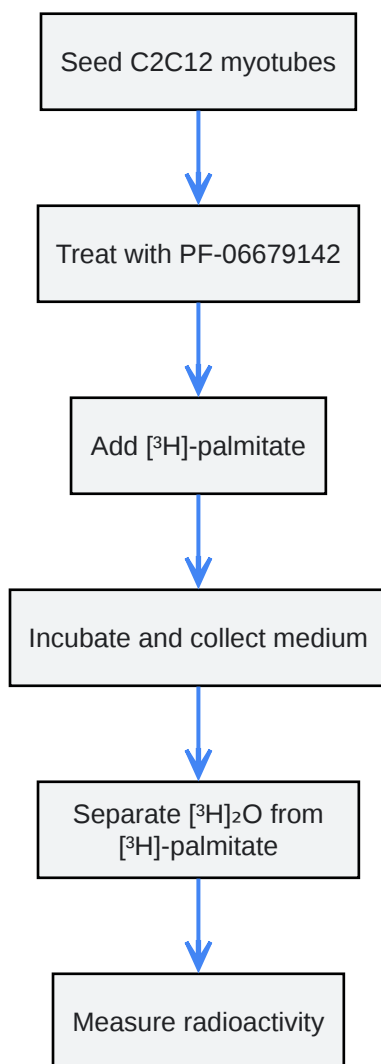 Seed C2C12 myotubes
Treat with PF-06679142
Add [³H]-palmitate
Incubate and collect medium
Separate [³H]₂O from
[³H]-palmitate
Measure radioactivity